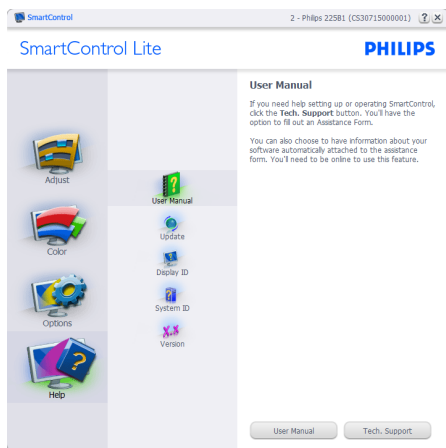 SmartControl
2 - Philips 225B1 (CS30715000001)
SmartControl Lite
PHILIPS
Adjust
Color
Options
Help
User Manual
Update
Display ID
System ID
X.X
Version
User Manual
If you need help setting up or operating SmartControl,
click the Tech. Support button. You'll have the
option to fill out an Assistance Form.
You can also choose to have information about your
software automatically attached to the assistance
form. You'll need to be online to use this feature.
User Manual
Tech. Support